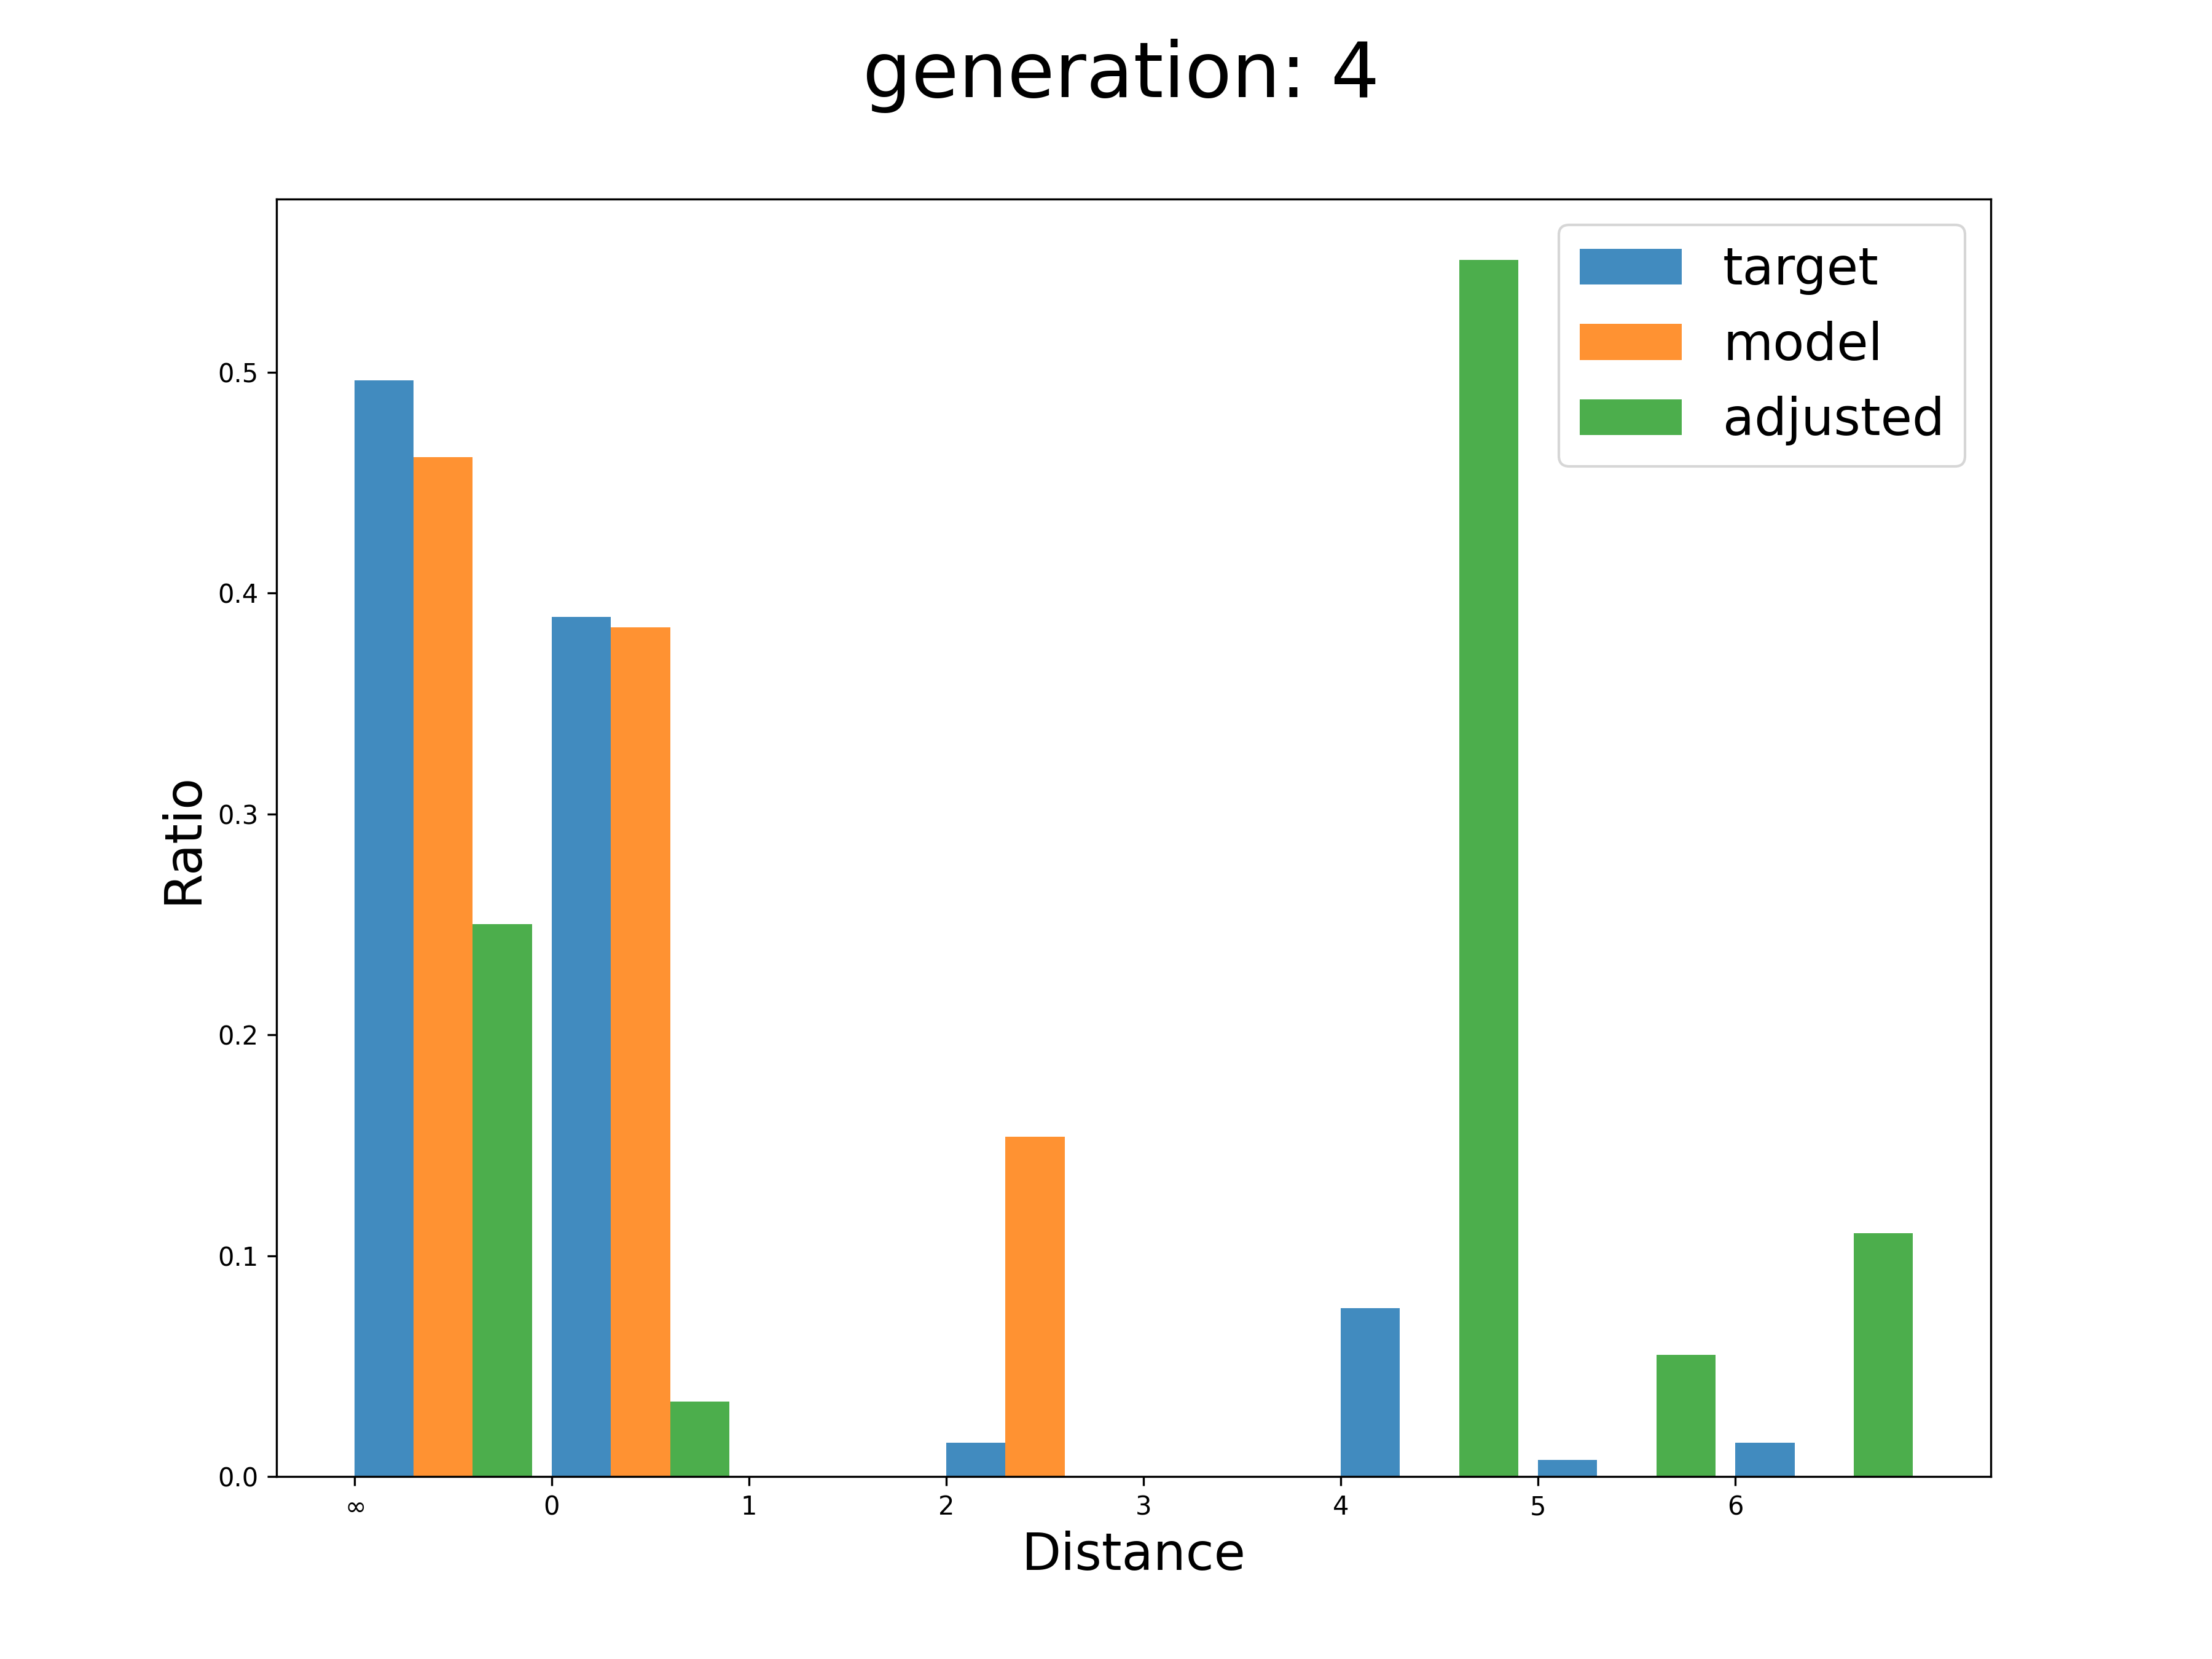 generation: 4
target
model
adjusted
0.5
0.4
0.3
0.2
0.1
0.0
Ratio
∞ 0 1 2 3 4 5 6
Distance